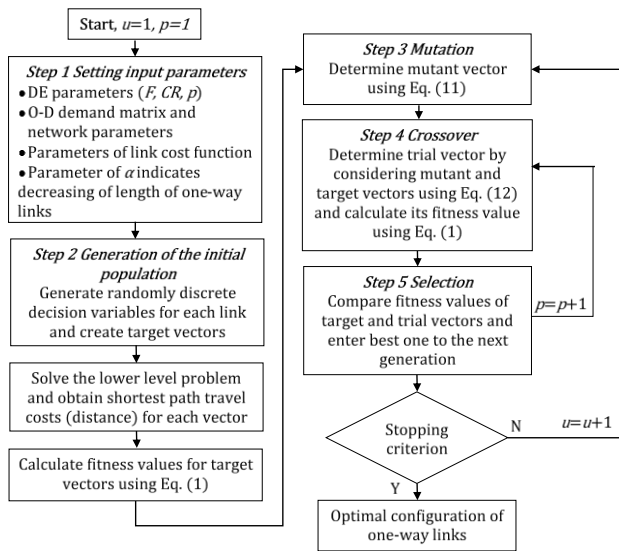 Start, u=1, p=1
Step 1 Setting input parameters
●DE parameters (F, CR, p)
●O-D demand matrix and
network parameters
●Parameters of link cost function
●Parameter of α indicates
decreasing of length of one-way
links
Step 2 Generation of the initial
population
Generate randomly discrete
decision variables for each link
and create target vectors
Solve the lower level problem
and obtain shortest path travel
costs (distance) for each vector
Calculate fitness values for target
vectors using Eq. (1)
Step 3 Mutation
Determine mutant vector
using Eq. (11)
Step 4 Crossover
Determine trial vector by
considering mutant and
target vectors using Eq. (12)
and calculate its fitness value
using Eq. (1)
Step 5 Selection
Compare fitness values of
target and trial vectors and
enter best one to the next
generation
p=p+1
Stopping
criterion
N
u=u+1
Y
Optimal configuration of
one-way links